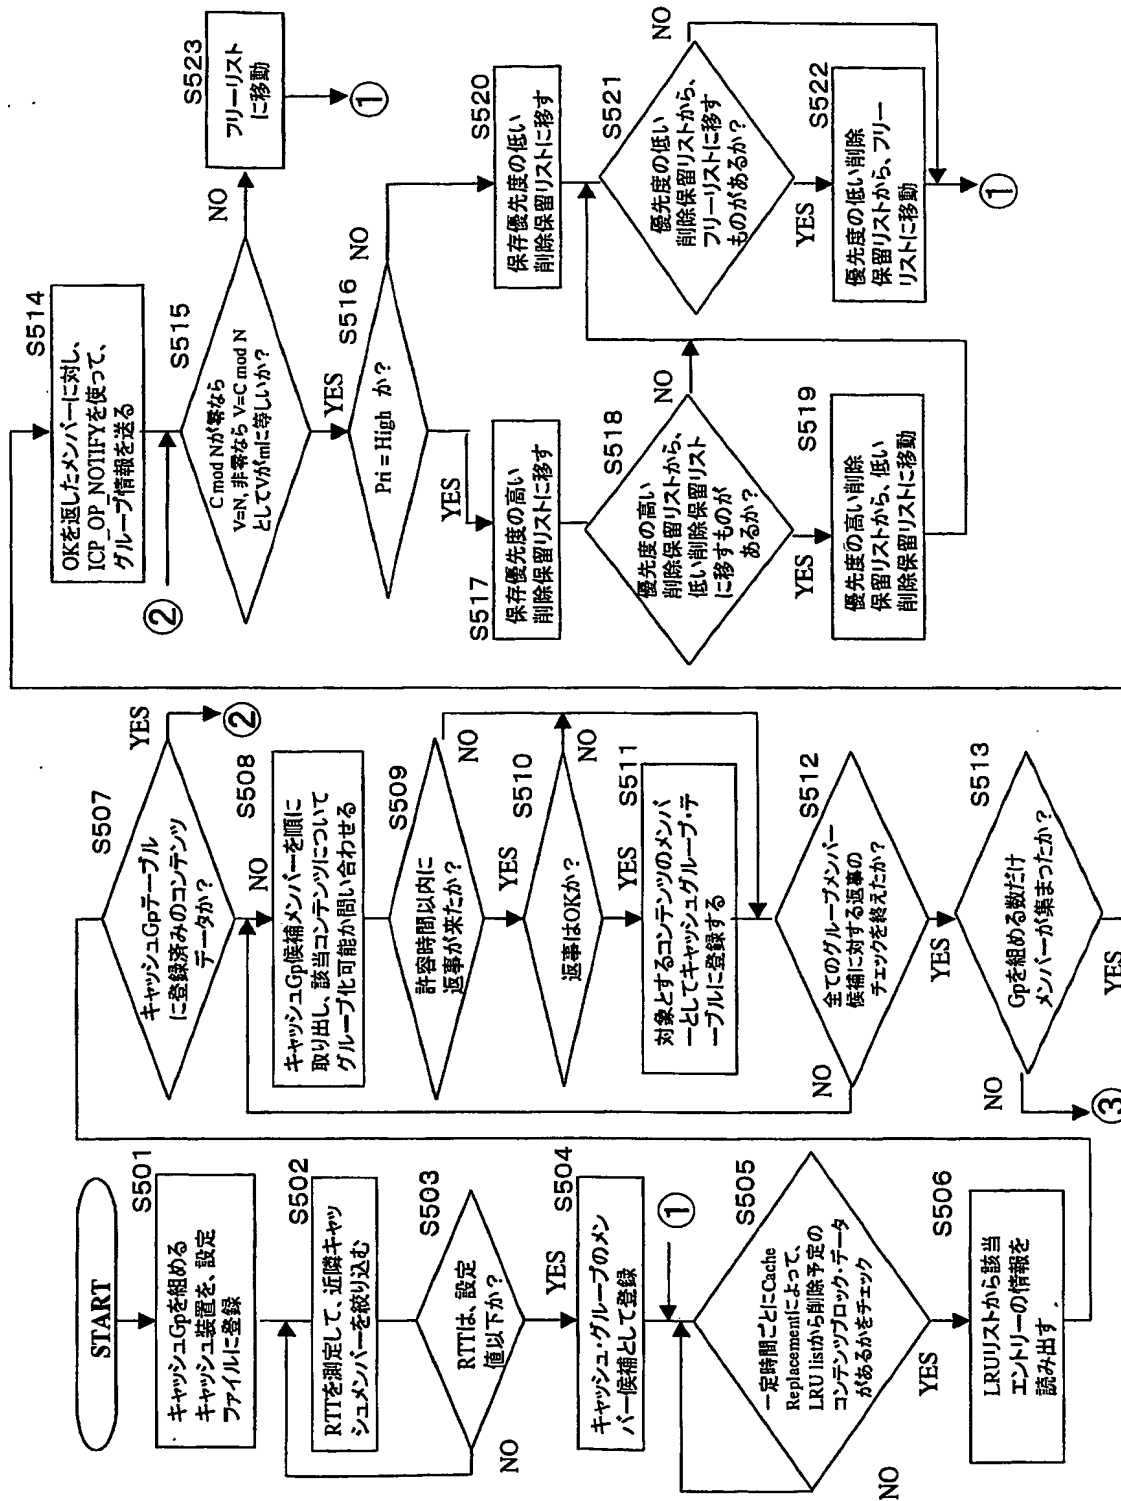 START
S501
キャッシュGpを組める
キャッシュ装置を、設定
ファイルに登録
S502
RTTを測定して、近隣キャッ
シュメンバーを絞り込む
S503
RTTは、設定
値以下か?
NO
YES
S504
キャッシュ・グループのメン
バー候補として登録
①
S505
一定時間ごとにCache
Replacementによって、
LRU listから削除予定の
コンテンツブロック・データ
があるかをチェック
NO
YES
S506
LRUリストから該当
エントリーの情報を
読み出す
S507
キャッシュGpテーブル
に登録済みのコンテンツ
データか?
YES
②
NO
S508
キャッシュGp候補メンバーを順に
取り出し、該当コンテンツについて
グループ化可能か問い合わせる
S509
許容時間以内に
返事が来たか?
NO
YES
S510
返事はOKか?
NO
YES
S511
対象とするコンテンツのメンバ
ーとしてキャッシュグループ・テ
ーブルに登録する
S512
全てのグループメンバー
候補に対する返事の
チェックを終えたか?
NO
YES
S513
Gpを組める数だけ
メンバーが集まったか?
NO
③
YES
S514
OKを返したメンバーに対し、
ICP_OP_NOTIFYを使って、
グループ情報を送る
②
S515
C mod Nが零なら
V=N, 非零なら V=C mod N
としてVがmIに等しいか?
NO
S523
フリーリスト
に移動
①
YES
S516
Pri = High か?
NO
YES
S517
保存優先度の高い
削除保留リストに移す
S518
優先度の高い
削除保留リストから、
低い削除保留リスト
に移すものが
あるか?
NO
YES
S519
優先度の高い削除
保留リストから、低い
削除保留リストに移動
S520
保存優先度の低い
削除保留リストに移す
S521
優先度の低い
削除保留リストから、
フリーリストに移す
ものがあるか?
NO
YES
S522
優先度の低い削除
保留リストから、フリー
リストに移動
①